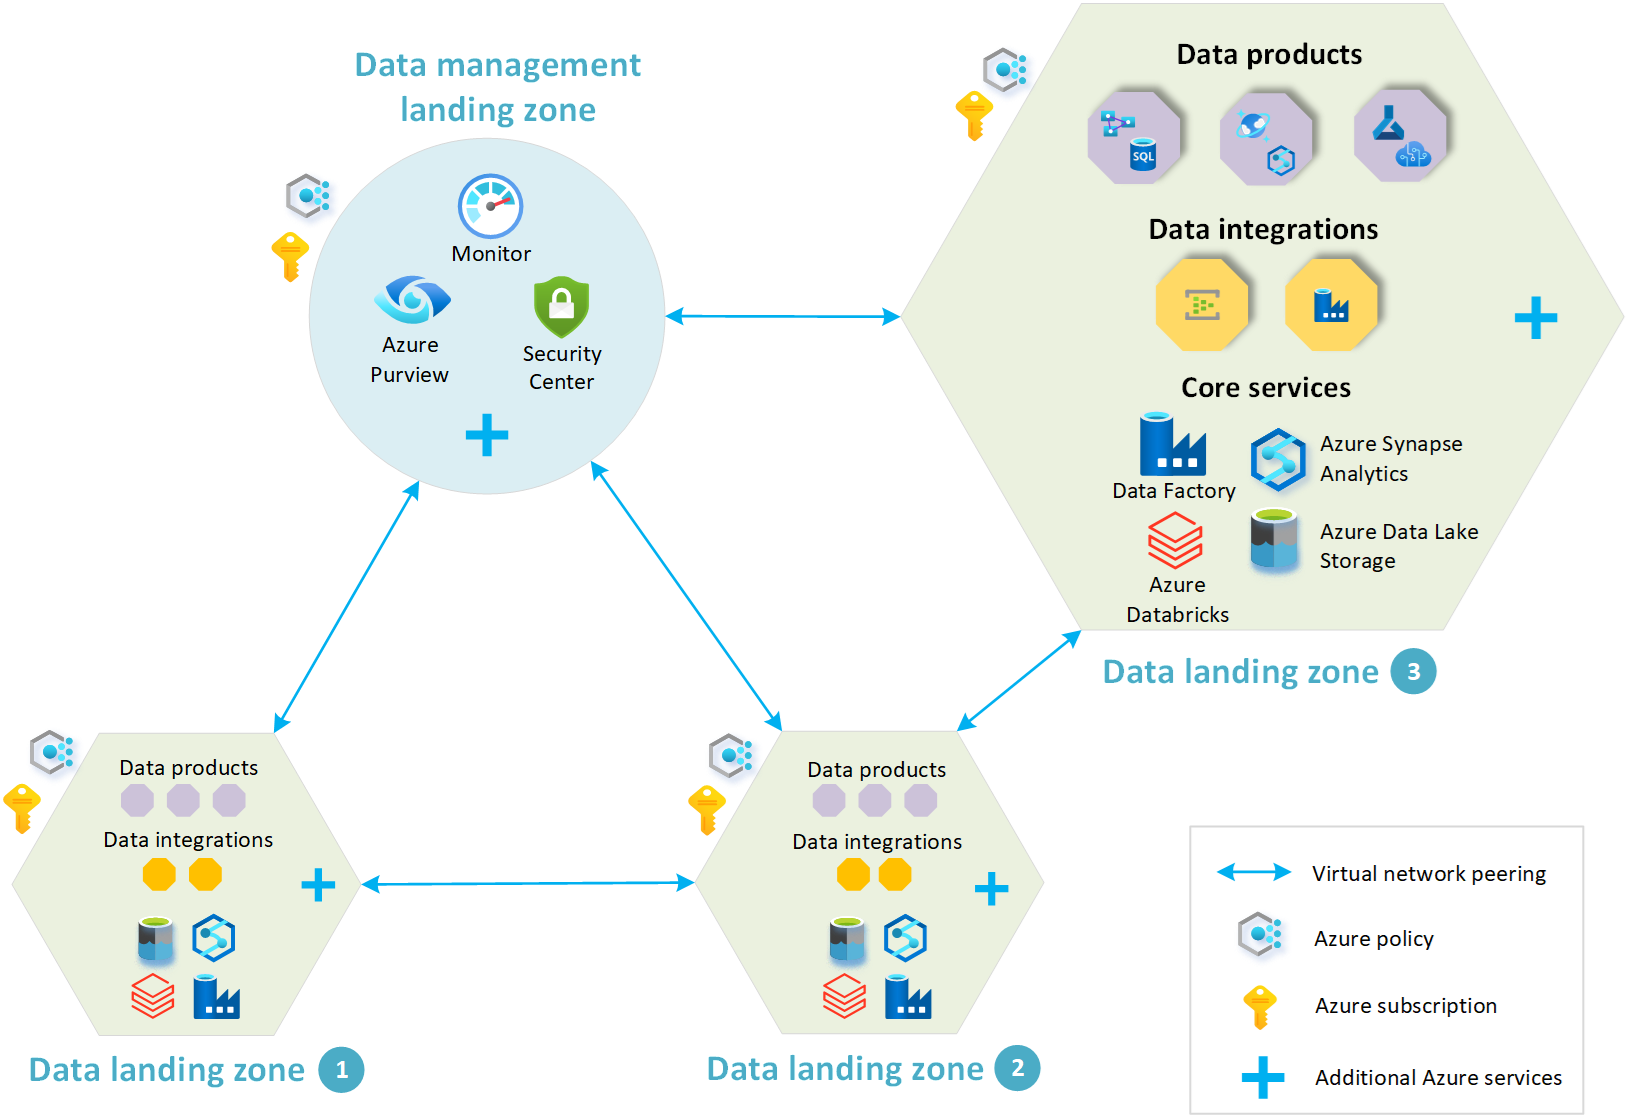 Data management
landing zone
Monitor
Azure
Purview
Security
Center
Data products
SQL
Data integrations
Core services
Data Factory
Azure Synapse
Analytics
Azure
Databricks
Azure Data Lake
Storage
Data landing zone 3
Data products
Data integrations
Data landing zone 1
Data products
Data integrations
Data landing zone 2
Virtual network peering
Azure policy
Azure subscription
Additional Azure services